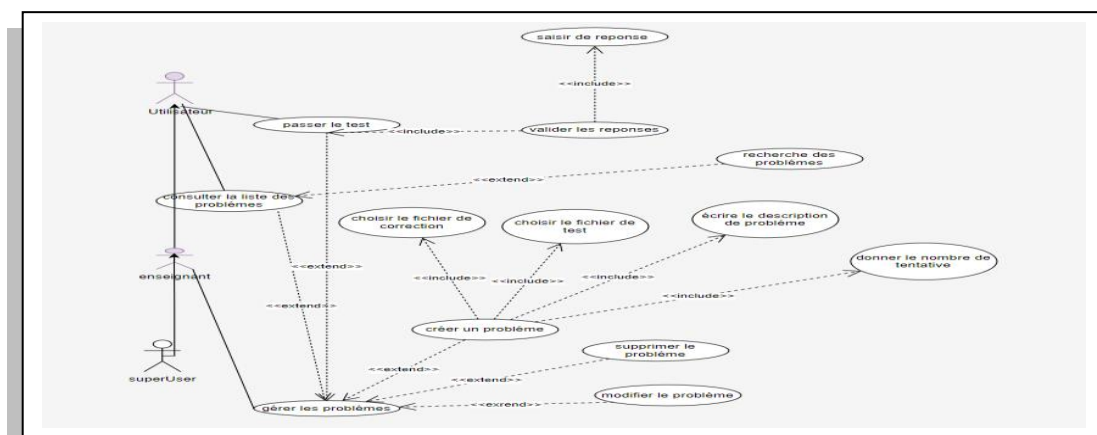 saisir de reponse
<<include>>
Utilisateur
passer le test
<<include>>
valider les reponses
recherche des
problèmes
<<extend>>
consulter la liste des
problèmes
choisir le fichier de
correction
choisir le fichier de
test
écrire le description
de problème
donner le nombre de
tentative
enseignant
<<extend>>
<<include>>
<<include>>
<<include>>
<<include>>
<<extend>>
créer un problème
<<extend>>
supprimer le
problème
superUser
<<extend>>
gérer les problèmes
<<exrend>>
modifier le problème